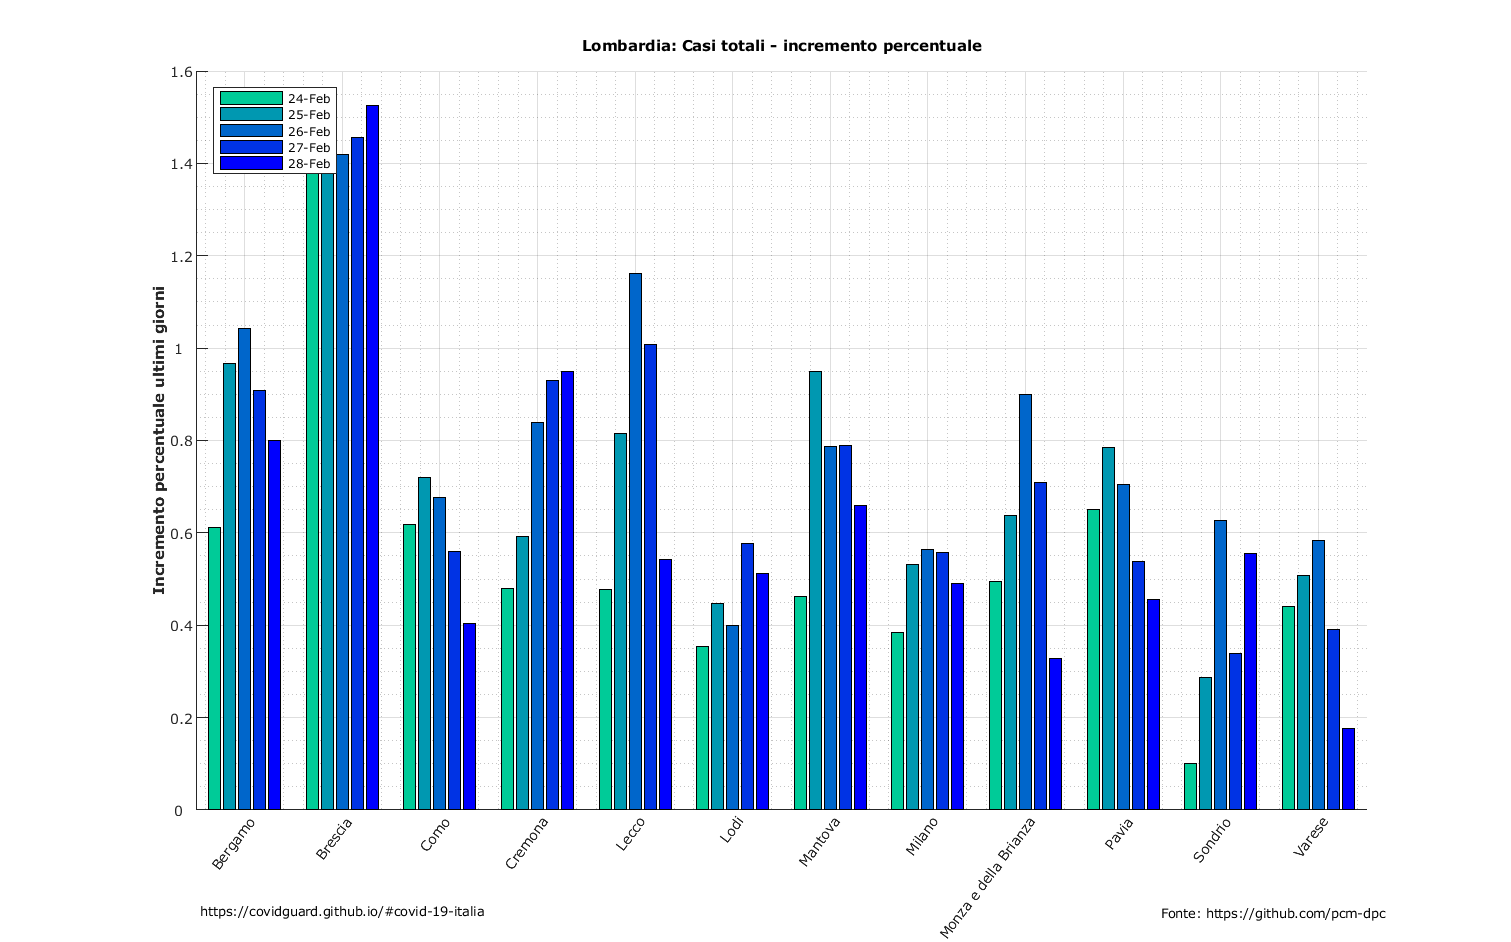 Lombardia: Casi totali - incremento percentuale
1.6
1.4
1.2
1
0.8
0.6
0.4
0.2
0
Incremento percentuale ultimi giorni
24-Feb
25-Feb
26-Feb
27-Feb
28-Feb
Bergamo
Brescia
Como
Cremona
Lecco
Lodi
Mantova
Milano
Monza e della Brianza
Pavia
Sondrio
Varese
https://covidguard.github.io/#covid-19-italia
Fonte: https://github.com/pcm-dpc